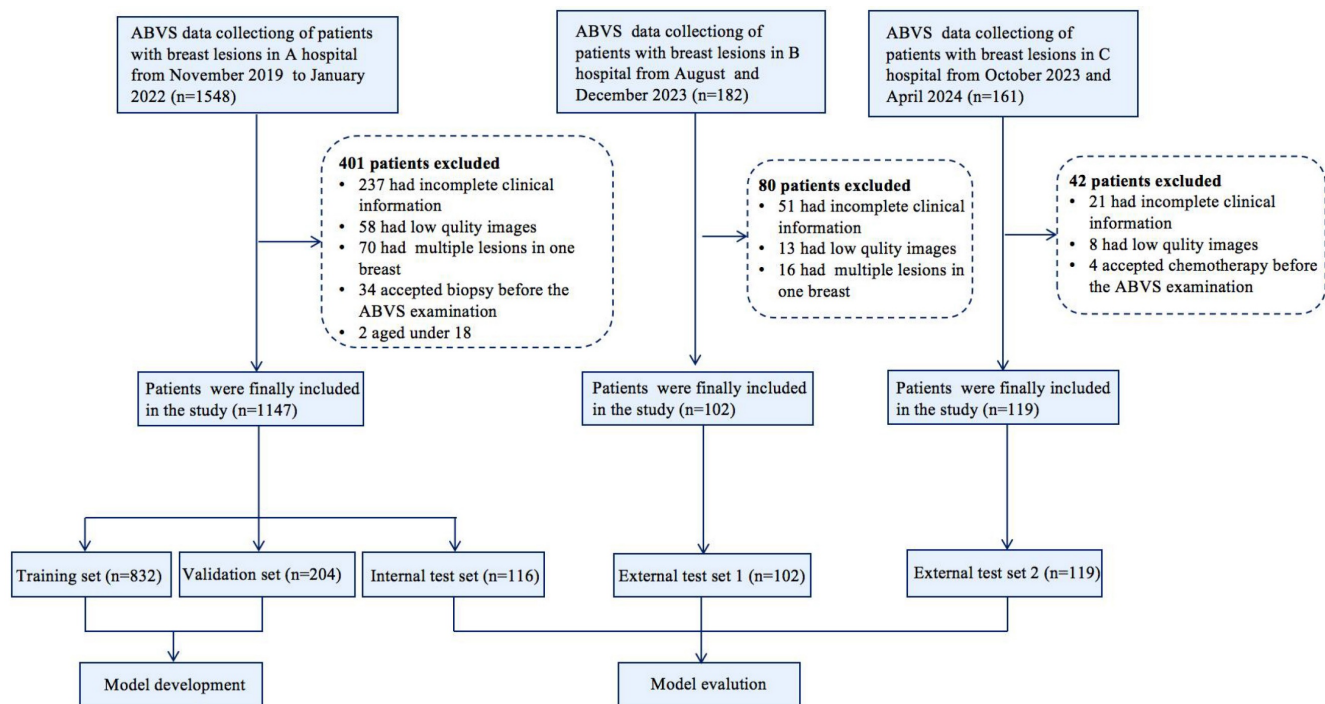 ABVS data collectiong of patients
with breast lesions in A hospital
from November 2019 to January
2022 (n=1548)
ABVS data collectiong of
patients with breast lesions in B
hospital from August and
December 2023 (n=182)
ABVS data collectiong of
patients with breast lesions in C
hospital from October 2023 and
April 2024 (n=161)
401 patients excluded
• 237 had incomplete clinical
information
• 58 had low qulity images
• 70 had multiple lesions in one
breast
• 34 accepted biopsy before the
ABVS examination
• 2 aged under 18
80 patients excluded
• 51 had incomplete clinical
information
• 13 had low qulity images
• 16 had multiple lesions in
one breast
42 patients excluded
• 21 had incomplete clinical
information
• 8 had low qulity images
• 4 accepted chemotherapy before
the ABVS examination
Patients were finally included
in the study (n=1147)
Patients were finally included
in the study (n=102)
Patients were finally included
in the study (n=119)
Training set (n=832)
Validation set (n=204)
Internal test set (n=116)
External test set 1 (n=102)
External test set 2 (n=119)
Model development
Model evalution